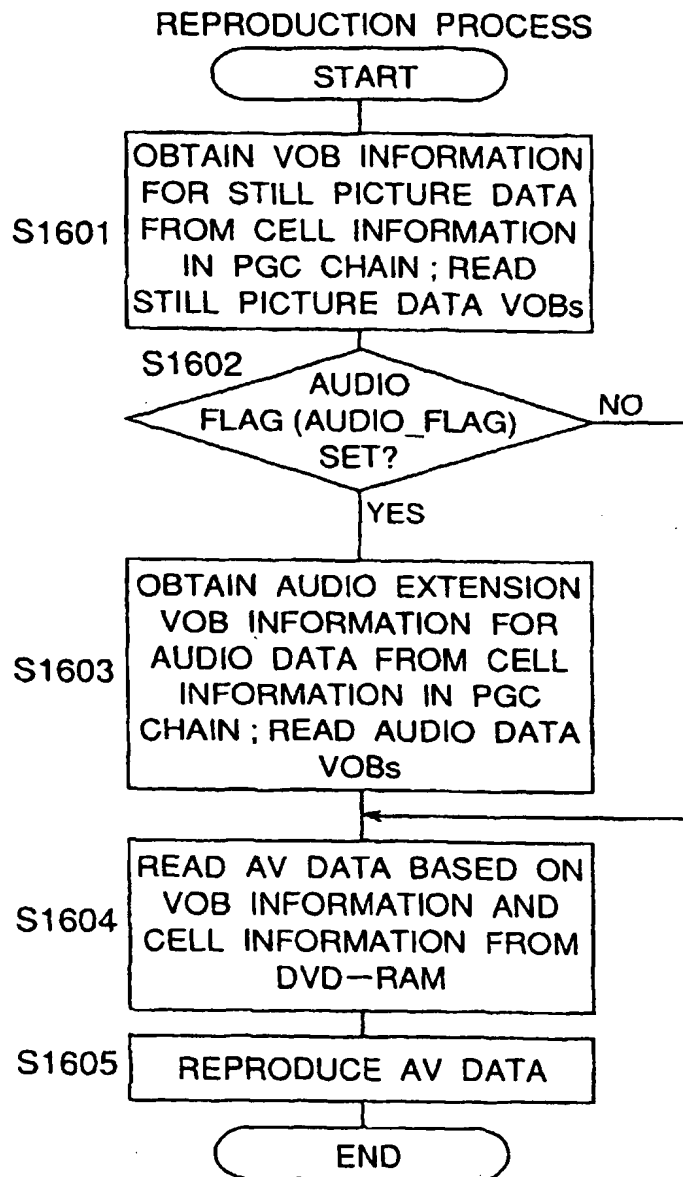 REPRODUCTION PROCESS
START
S1601
OBTAIN VOB INFORMATION
FOR STILL PICTURE DATA
FROM CELL INFORMATION
IN PGC CHAIN ; READ
STILL PICTURE DATA VOBs
S1602
AUDIO
FLAG (AUDIO_FLAG)
SET?
NO
YES
S1603
OBTAIN AUDIO EXTENSION
VOB INFORMATION FOR
AUDIO DATA FROM CELL
INFORMATION IN PGC
CHAIN ; READ AUDIO DATA
VOBs
S1604
READ AV DATA BASED ON
VOB INFORMATION AND
CELL INFORMATION FROM
DVD-RAM
S1605
REPRODUCE AV DATA
END